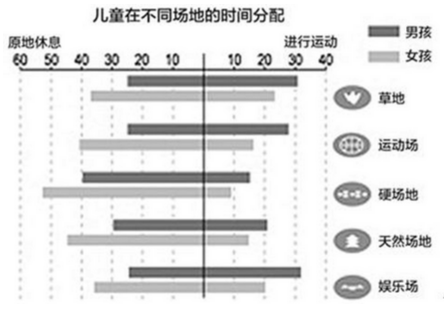 儿童在不同场地的时间分配
原地休息 进行运动
男孩
女孩
60 50 40 30 20 10 10 20 30 40
草地
运动场
硬场地
天然场地
娱乐场